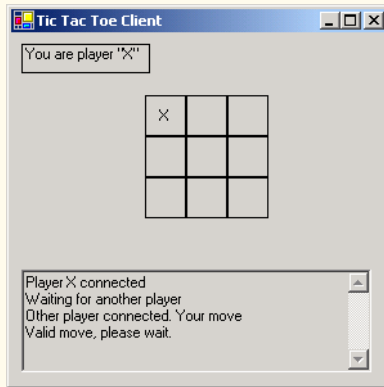 Tic Tac Toe Client
You are player "X"
X
Player X connected
Waiting for another player
Other player connected. Your move
Valid move, please wait.